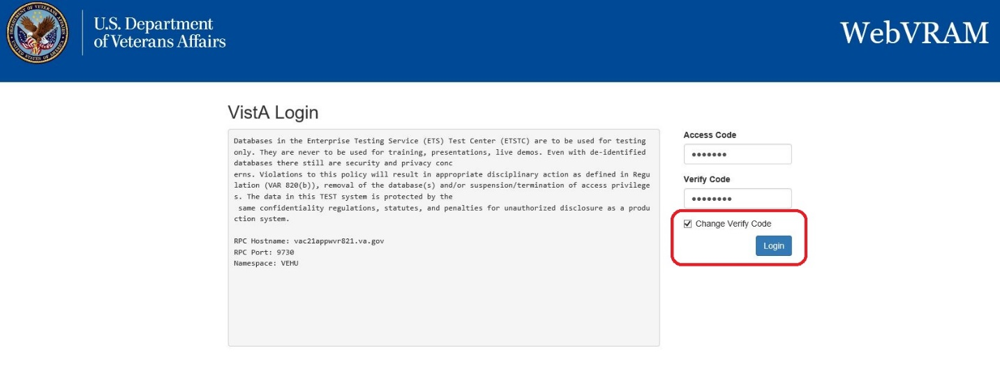 U.S. Department
of Veterans Affairs
WebVRAM
VistA Login
Databases in the Enterprise Testing Service (ETS) Test Center (ETSTC) are to be used for testing
only. They are never to be used for training, presentations, live demos. Even with de-identified
databases there still are security and privacy conc
erns. Violations to this policy will result in appropriate disciplinary action as defined in Regu
lation (VAR 820(b)), removal of the database(s) and/or suspension/termination of access privilege
s. The data in this TEST system is protected by the
same confidentiality regulations, statutes, and penalties for unauthorized disclosure as a produ
ction system.
RPC Hostname: vac21appwvr821.va.gov
RPC Port: 9730
Namespace: VEHU
Access Code
•••••••
Verify Code
••••••••
Change Verify Code
Login